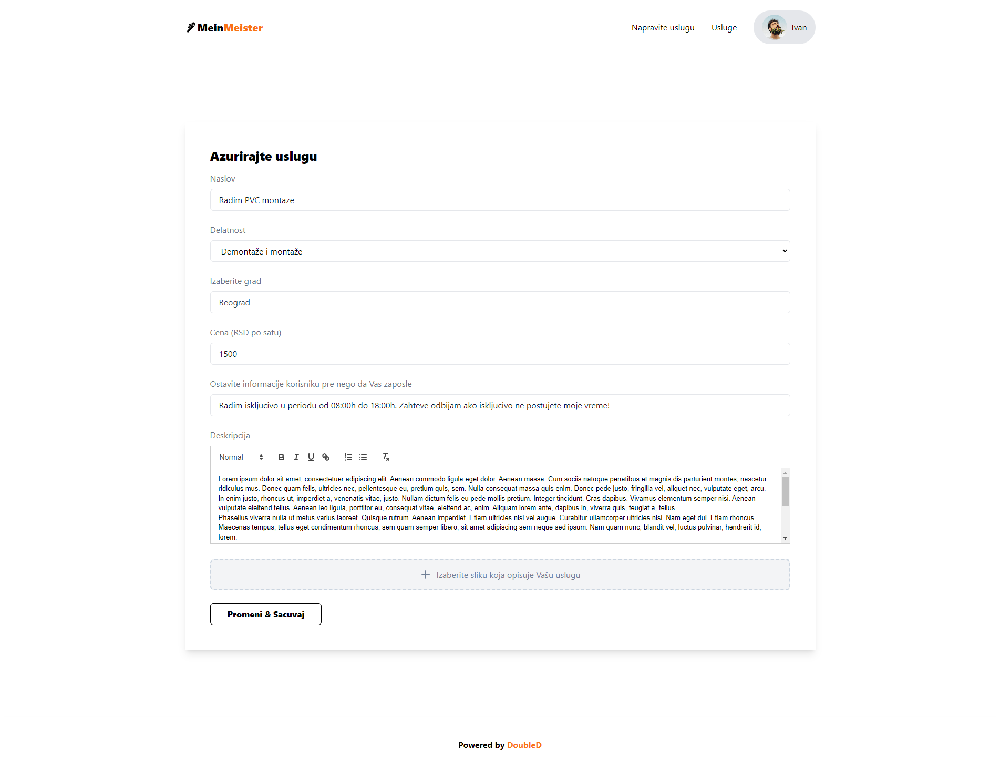 MeinMeister
Napravite uslugu
Usluge
Ivan
Azurirajte uslugu
Naslov
Radim PVC montaze
Delatnost
Demontaže i montaže
Izaberite grad
Beograd
Cena (RSD po satu)
1500
Ostavite informacije korisniku pre nego da Vas zaposle
Radim iskljucivo u periodu od 08:00h do 18:00h. Zahteve odbijam ako iskljucivo ne postujete moje vreme!
Deskripcija
Normal
Lorem ipsum dolor sit amet, consectetuer adipiscing elit. Aenean commodo ligula eget dolor. Aenean massa. Cum sociis natoque penatibus et magnis dis parturient montes, nascetur
ridiculus mus. Donec quam felis, ultricies nec, pellentesque eu, pretium quis, sem. Nulla consequat massa quis enim. Donec pede justo, fringilla vel, aliquet nec, vulputate eget, arcu.
In enim justo, rhoncus ut, imperdiet a, venenatis vitae, justo. Nullam dictum felis eu pede mollis pretium. Integer tincidunt. Cras dapibus. Vivamus elementum semper nisi. Aenean
vulputate eleifend tellus. Aenean leo ligula, porttitor eu, consequat vitae, eleifend ac, enim. Aliquam lorem ante, dapibus in, viverra quis, feugiat a, tellus.
Phasellus viverra nulla ut metus varius laoreet. Quisque rutrum. Aenean imperdiet. Etiam ultricies nisi vel augue. Curabitur ullamcorper ultricies nisi. Nam eget dui. Etiam rhoncus.
Maecenas tempus, tellus eget condimentum rhoncus, sem quam semper libero, sit amet adipiscing sem neque sed ipsum. Nam quam nunc, blandit vel, luctus pulvinar, hendrerit id,
lorem.
Izaberite sliku koja opisuje Vašu uslugu
Promeni & Sacuvaj
Powered by DoubleD